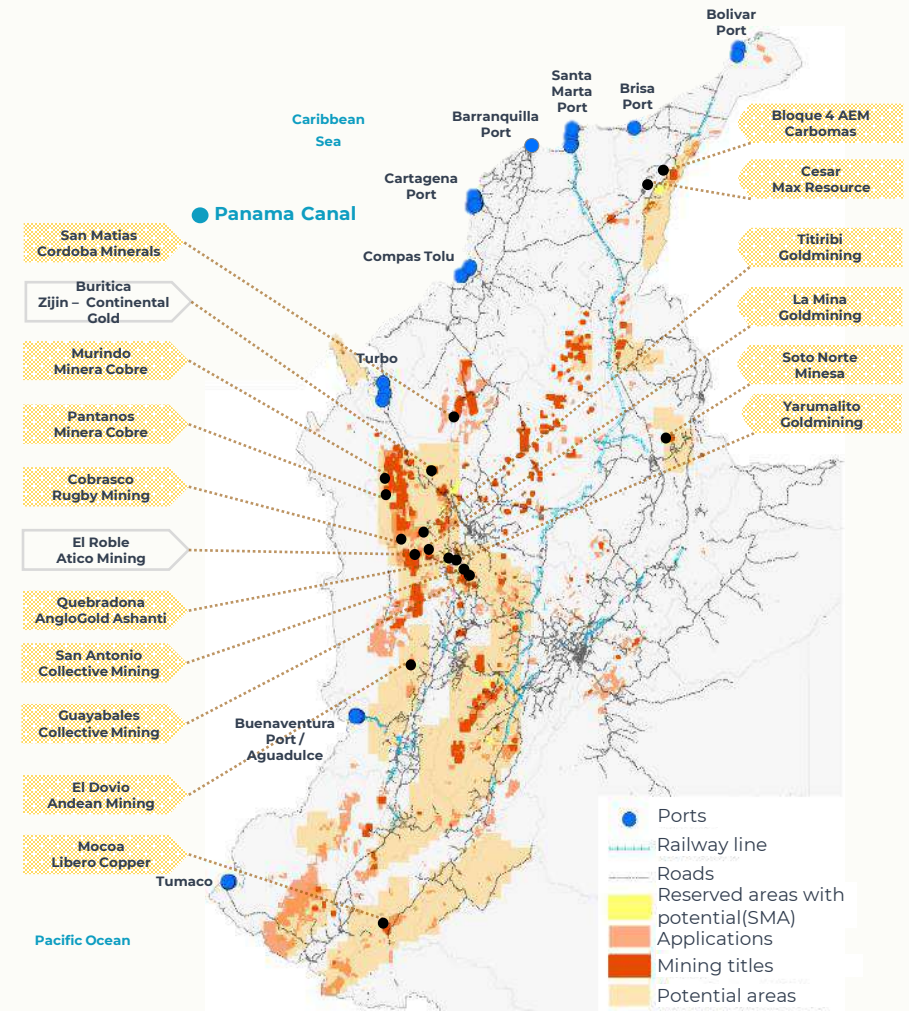 Bolivar
Port
Santa
Marta
Port
Brisa
Port
Barranquilla
Port
Caribbean
Sea
Cartagena
Port
Panama Canal
Compas Tolu
Turbo
Bloque 4 AEM
Carbomas
Cesar
Max Resource
Titiribi
Goldmining
La Mina
Goldmining
Soto Norte
Minesa
Yarumalito
Goldmining
San Matias
Cordoba Minerals
Buritica
Zijin – Continental
Gold
Murindo
Minera Cobre
Pantanos
Minera Cobre
Cobrasco
Rugby Mining
El Roble
Atico Mining
Quebradona
AngloGold Ashanti
San Antonio
Collective Mining
Guayabales
Collective Mining
El Dovio
Andean Mining
Mocoa
Libero Copper
Buenaventura
Port /
Aguadulce
Tumaco
Pacific Ocean
Ports
Railway line
Roads
Reserved areas with
potential(SMA)
Applications
Mining titles
Potential areas